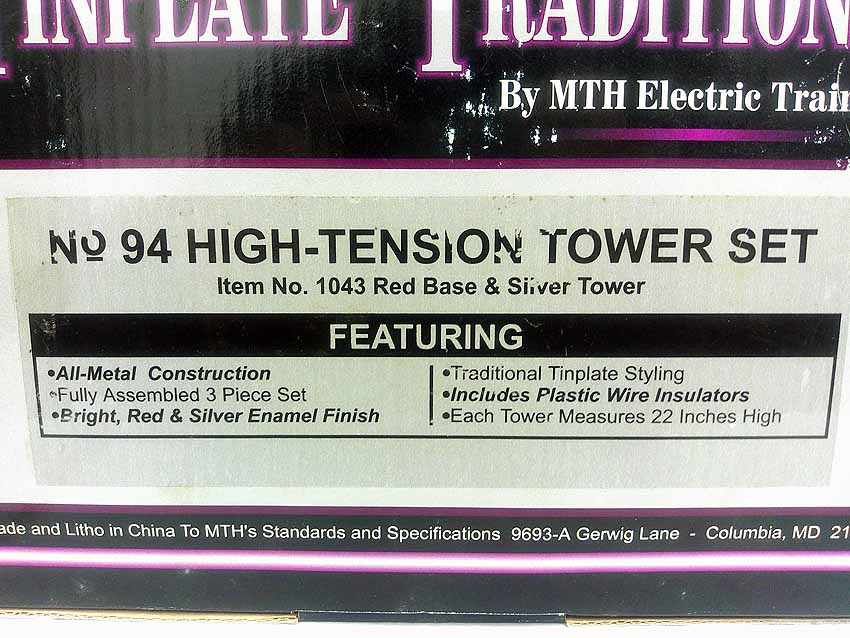 TINPLATE TRADITION
By MTH Electric Train
No 94 HIGH-TENSION TOWER SET
Item No. 1043 Red Base & Silver Tower
FEATURING
•All-Metal Construction
•Fully Assembled 3 Piece Set
•Bright, Red & Silver Enamel Finish
•Traditional Tinplate Styling
•Includes Plastic Wire Insulators
•Each Tower Measures 22 Inches High
ade and Litho in China To MTH's Standards and Specifications 9693-A Gerwig Lane - Columbia, MD 21